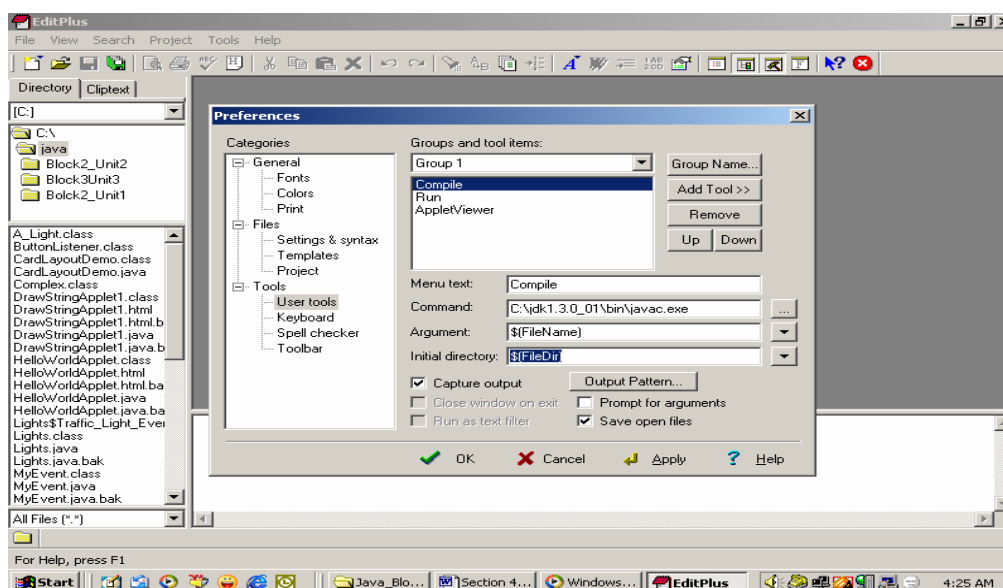 EditPlus
File View Search Project Tools Help
Directory Cliptext
[C:]
C:\
java
Block2_Unit2
Block3Unit3
Bolck2_Unit1
A_Light.class
ButtonListener.class
CardLayoutDemo.class
CardLayoutDemo.java
Complex.class
DrawStringApplet1.class
DrawStringApplet1.html
DrawStringApplet1.html.b
DrawStringApplet1.java
DrawStringApplet1.java.b
HelloWorldApplet.class
HelloWorldApplet.html
HelloWorldApplet.html.ba
HelloWorldApplet.java
HelloWorldApplet.java.ba
Lights$Traffic_Light_Ever
Lights.class
Lights.java
Lights.java.bak
MyEvent.class
MyEvent.java
MyEvent.java.bak
All Files (*.*)
Preferences
Categories
General
Fonts
Colors
Print
Files
Settings & syntax
Templates
Project
Tools
User tools
Keyboard
Spell checker
Toolbar
Groups and tool items:
Group 1
Group Name...
Compile
Run
AppletViewer
Add Tool >>
Remove
Up Down
Menu text: Compile
Command: C:\jdk1.3.0_01\bin\javac.exe ...
Argument: $(FileName)
Initial directory: $(FileDir)
Capture output Output Pattern...
Close window on exit Prompt for arguments
Run as text filter Save open files
OK Cancel Apply Help
For Help, press F1
Start Java_Blo... Section 4... Windows... EditPlus 4:25 AM